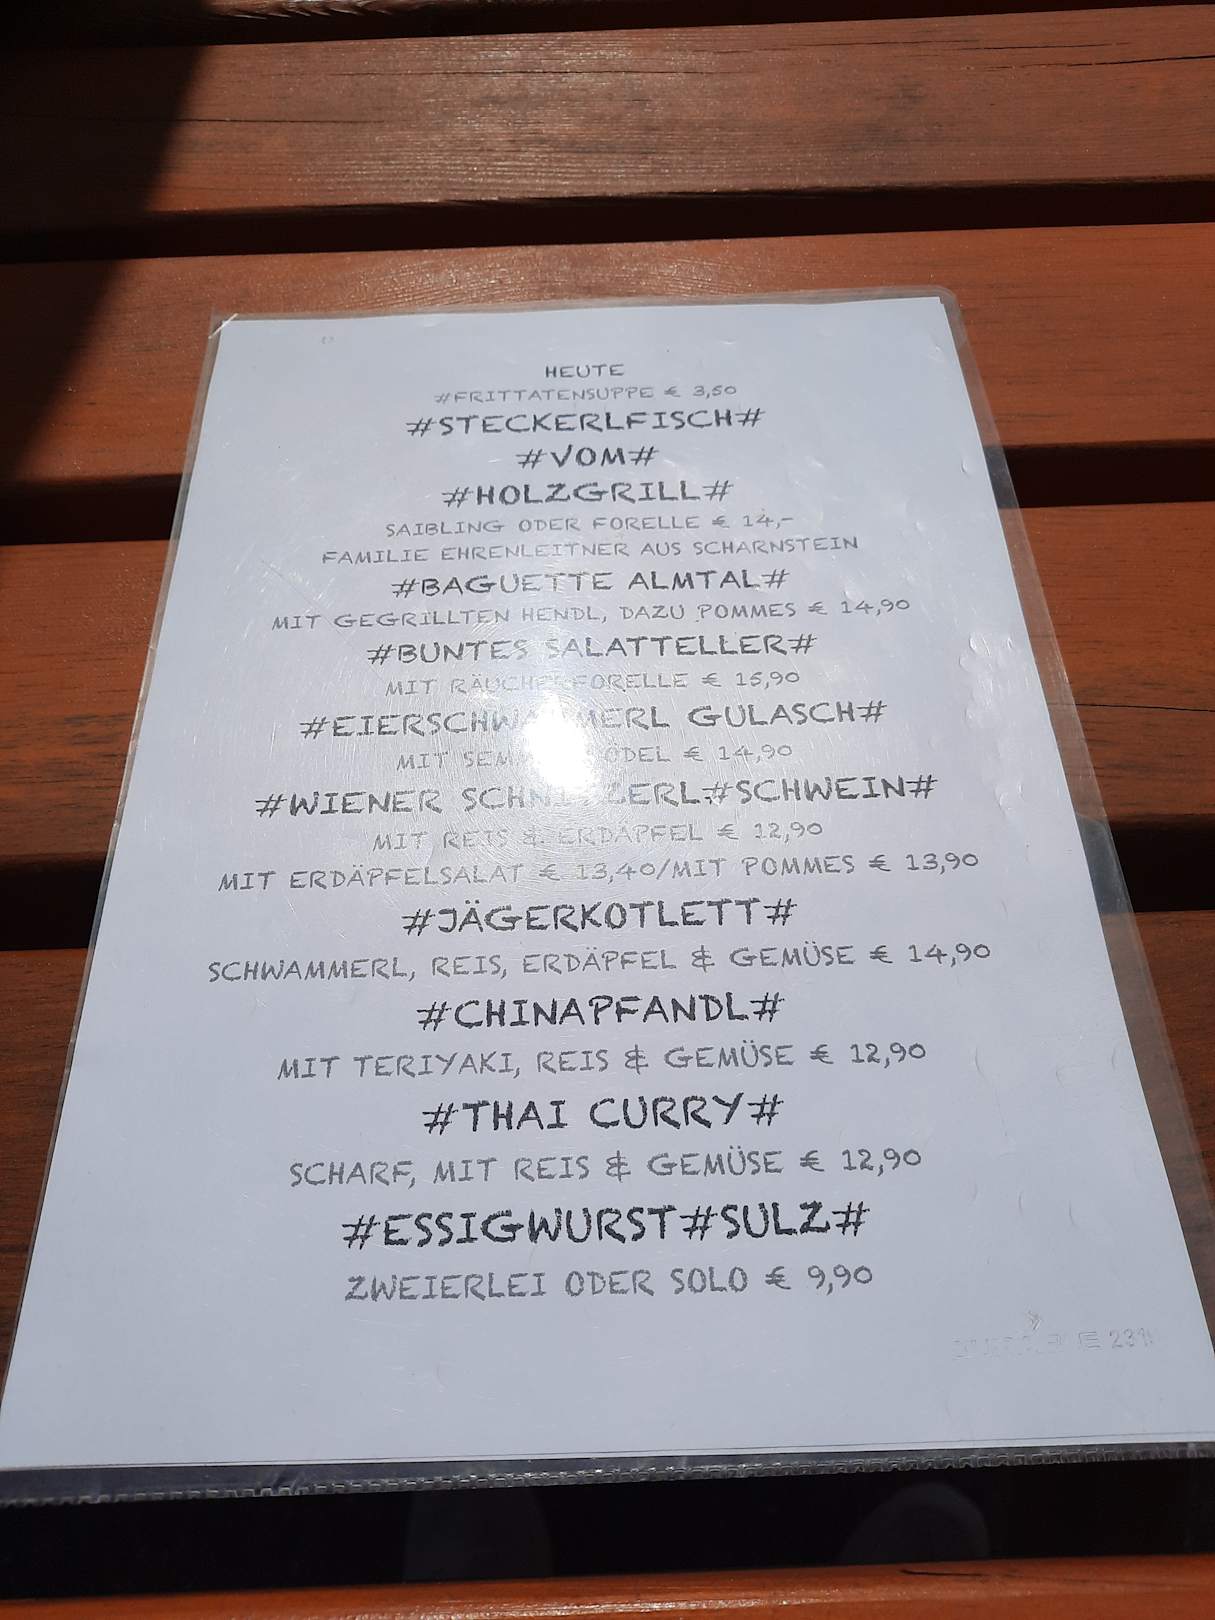 HEUTE
#FRITTATENSUPPE € 3,50
#STECKERLFISCH#
#VOM#
#HOLZGRILL#
SAIBLING ODER FORELLE € 14,-
FAMILIE EHRENLEITNER AUS SCHARNSTEIN
#BAGUETTE ALMTAL#
MIT GEGRILLTEN HENDL, DAZU POMMES € 14,90
#BUNTES SALATTELLER#
MIT RÄUCHERFORELLE € 15,90
#EIERSCHWAMMERL GULASCH#
MIT € 14,90
#WIENER SCHNITZERL#SCHWEIN#
MIT REIS & ERDÄPFEL € 12,90
MIT ERDÄPFELSALAT € 13,40/MIT POMMES € 13,90
#JÄGERKOTLETT#
SCHWAMMERL, REIS, ERDÄPFEL & GEMÜSE € 14,90
#CHINAPFANDL#
MIT TERIYAKI, REIS & GEMÜSE € 12,90
#THAI CURRY#
SCHARF, MIT REIS & GEMÜSE € 12,90
#ESSIGWURST#SULZ#
ZWEIERLEI ODER SOLO € 9,90